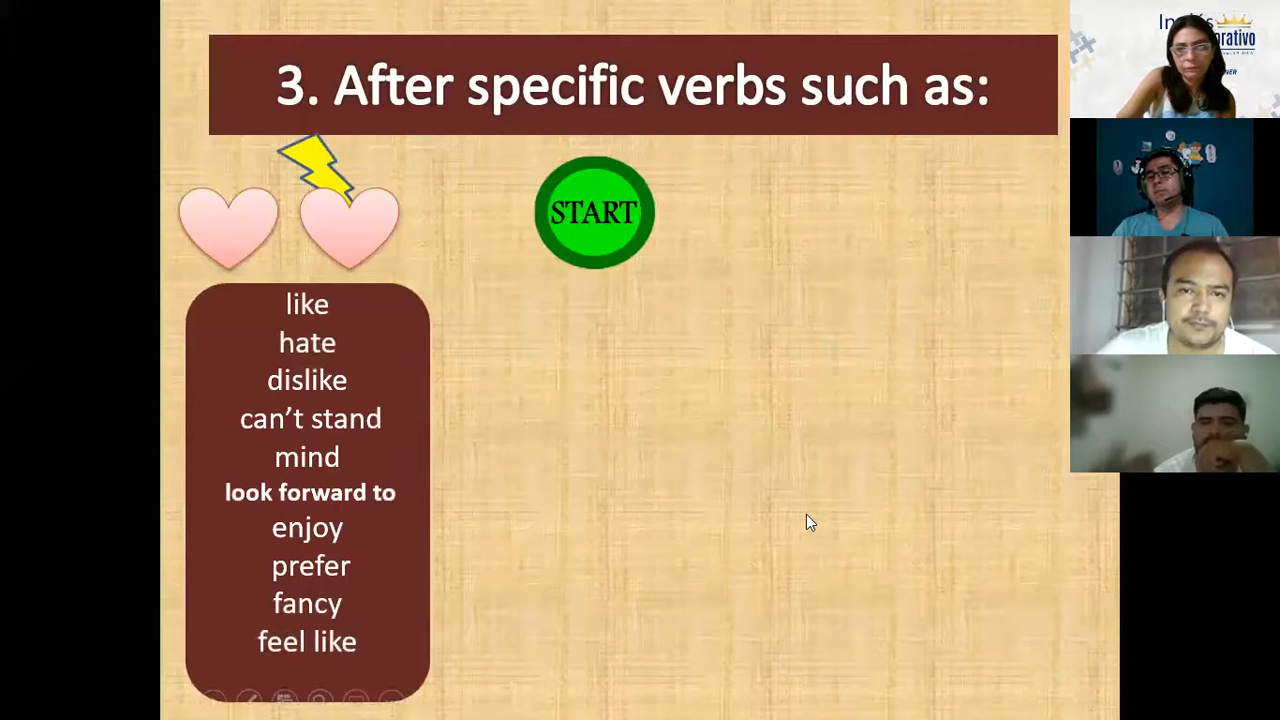 3. After specific verbs such as:
START
like
hate
dislike
can't stand
mind
look forward to
enjoy
prefer
fancy
feel like